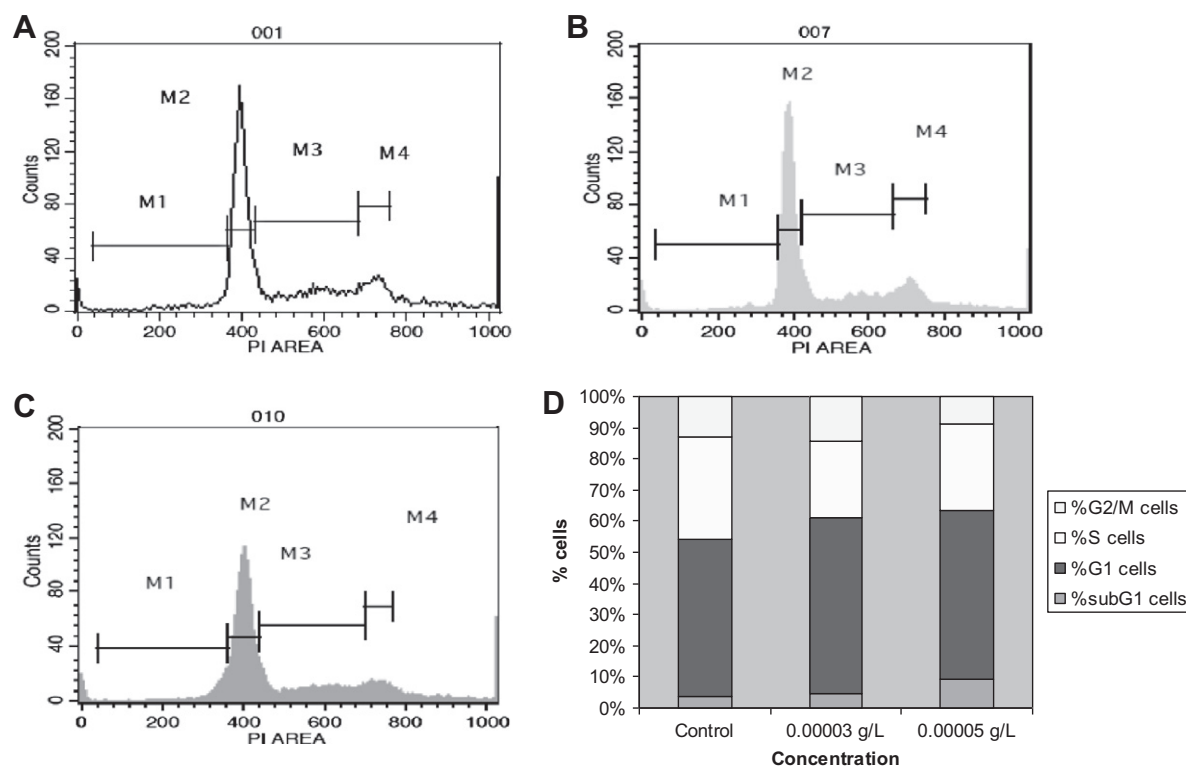 A
001
200
160
120
80
40
0
Counts
M1
M2
M3
M4
0 200 400 600 800 1000
PI AREA
B
007
200
160
120
80
40
0
Counts
M1
M2
M3
M4
0 200 400 600 800 1000
PI AREA
C
010
200
160
120
80
40
0
Counts
M1
M2
M3
M4
0 200 400 600 800 1000
PI AREA
D
100%
90%
80%
70%
60%
50%
40%
30%
20%
10%
0%
% cells
Control 0.00003 g/L 0.00005 g/L
Concentration
%G2/M cells
%S cells
%G1 cells
%subG1 cells